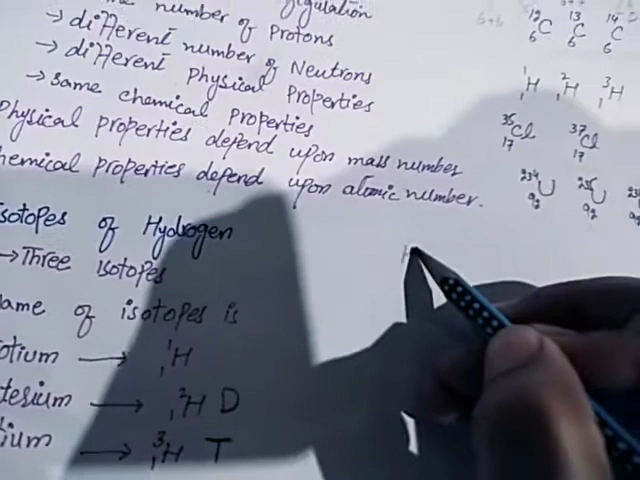 number of Protons
→ different number of Neutrons
→ different Physical Properties
→ same chemical Properties
Physical properties depend upon mass number
chemical properties depend upon atomic number.
isotopes of Hydrogen
→ Three isotopes
name of isotopes is
→ ¹₁H
→ ²₁H D
→ ³₁H T
6+6
¹²₆C ¹³₆C ¹⁴₆C
¹₁H ²₁H ³₁H
³⁵₁₇Cl ³⁷₁₇Cl